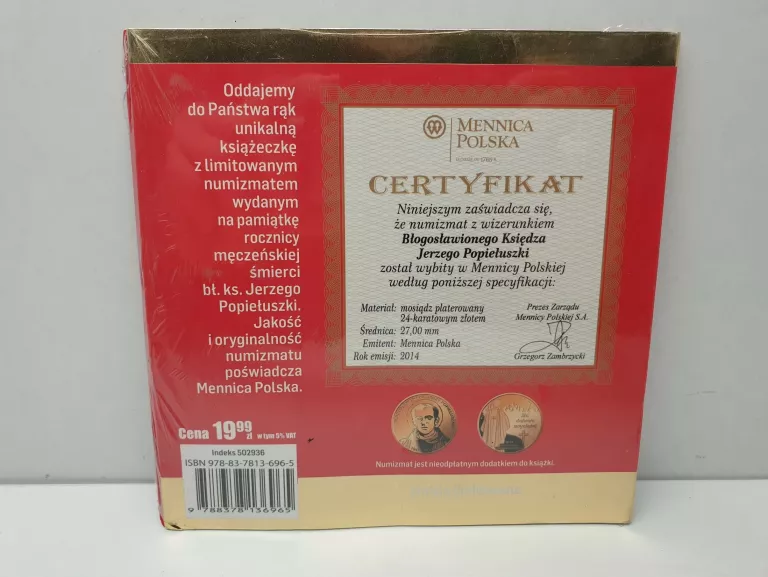 Oddajemy
do Państwa rąk
unikalną
książeczkę
z limitowanym
numizmatem
wydanym
na pamiątkę
rocznicy
męczeńskiej
śmierci
bł. ks. Jerzego
Popiełuszki.
Jakość
i oryginalność
numizmatu
poświadcza
Mennica Polska.
MENNICA
POLSKA
CERTYFIKAT
Niniejszym zaświadcza się,
że numizmat z wizerunkiem
Błogosławionego Księdza
Jerzego Popiełuszki
został wybity w Mennicy Polskiej
według poniższej specyfikacji:
Materiał: mosiądz platerowany
24-karatowym złotem
Średnica: 27,00 mm
Emitent: Mennica Polska
Rok emisji: 2014
Prezes Zarządu
Mennicy Polskiej S.A.
Grzegorz Zambrzycki
Cena 19,99 zł w tym 5% VAT
Indeks 502936
ISBN 978-83-7813-696-5
9 788378 136965
Numizmat jest nieodpłatnym dodatkiem do książki.